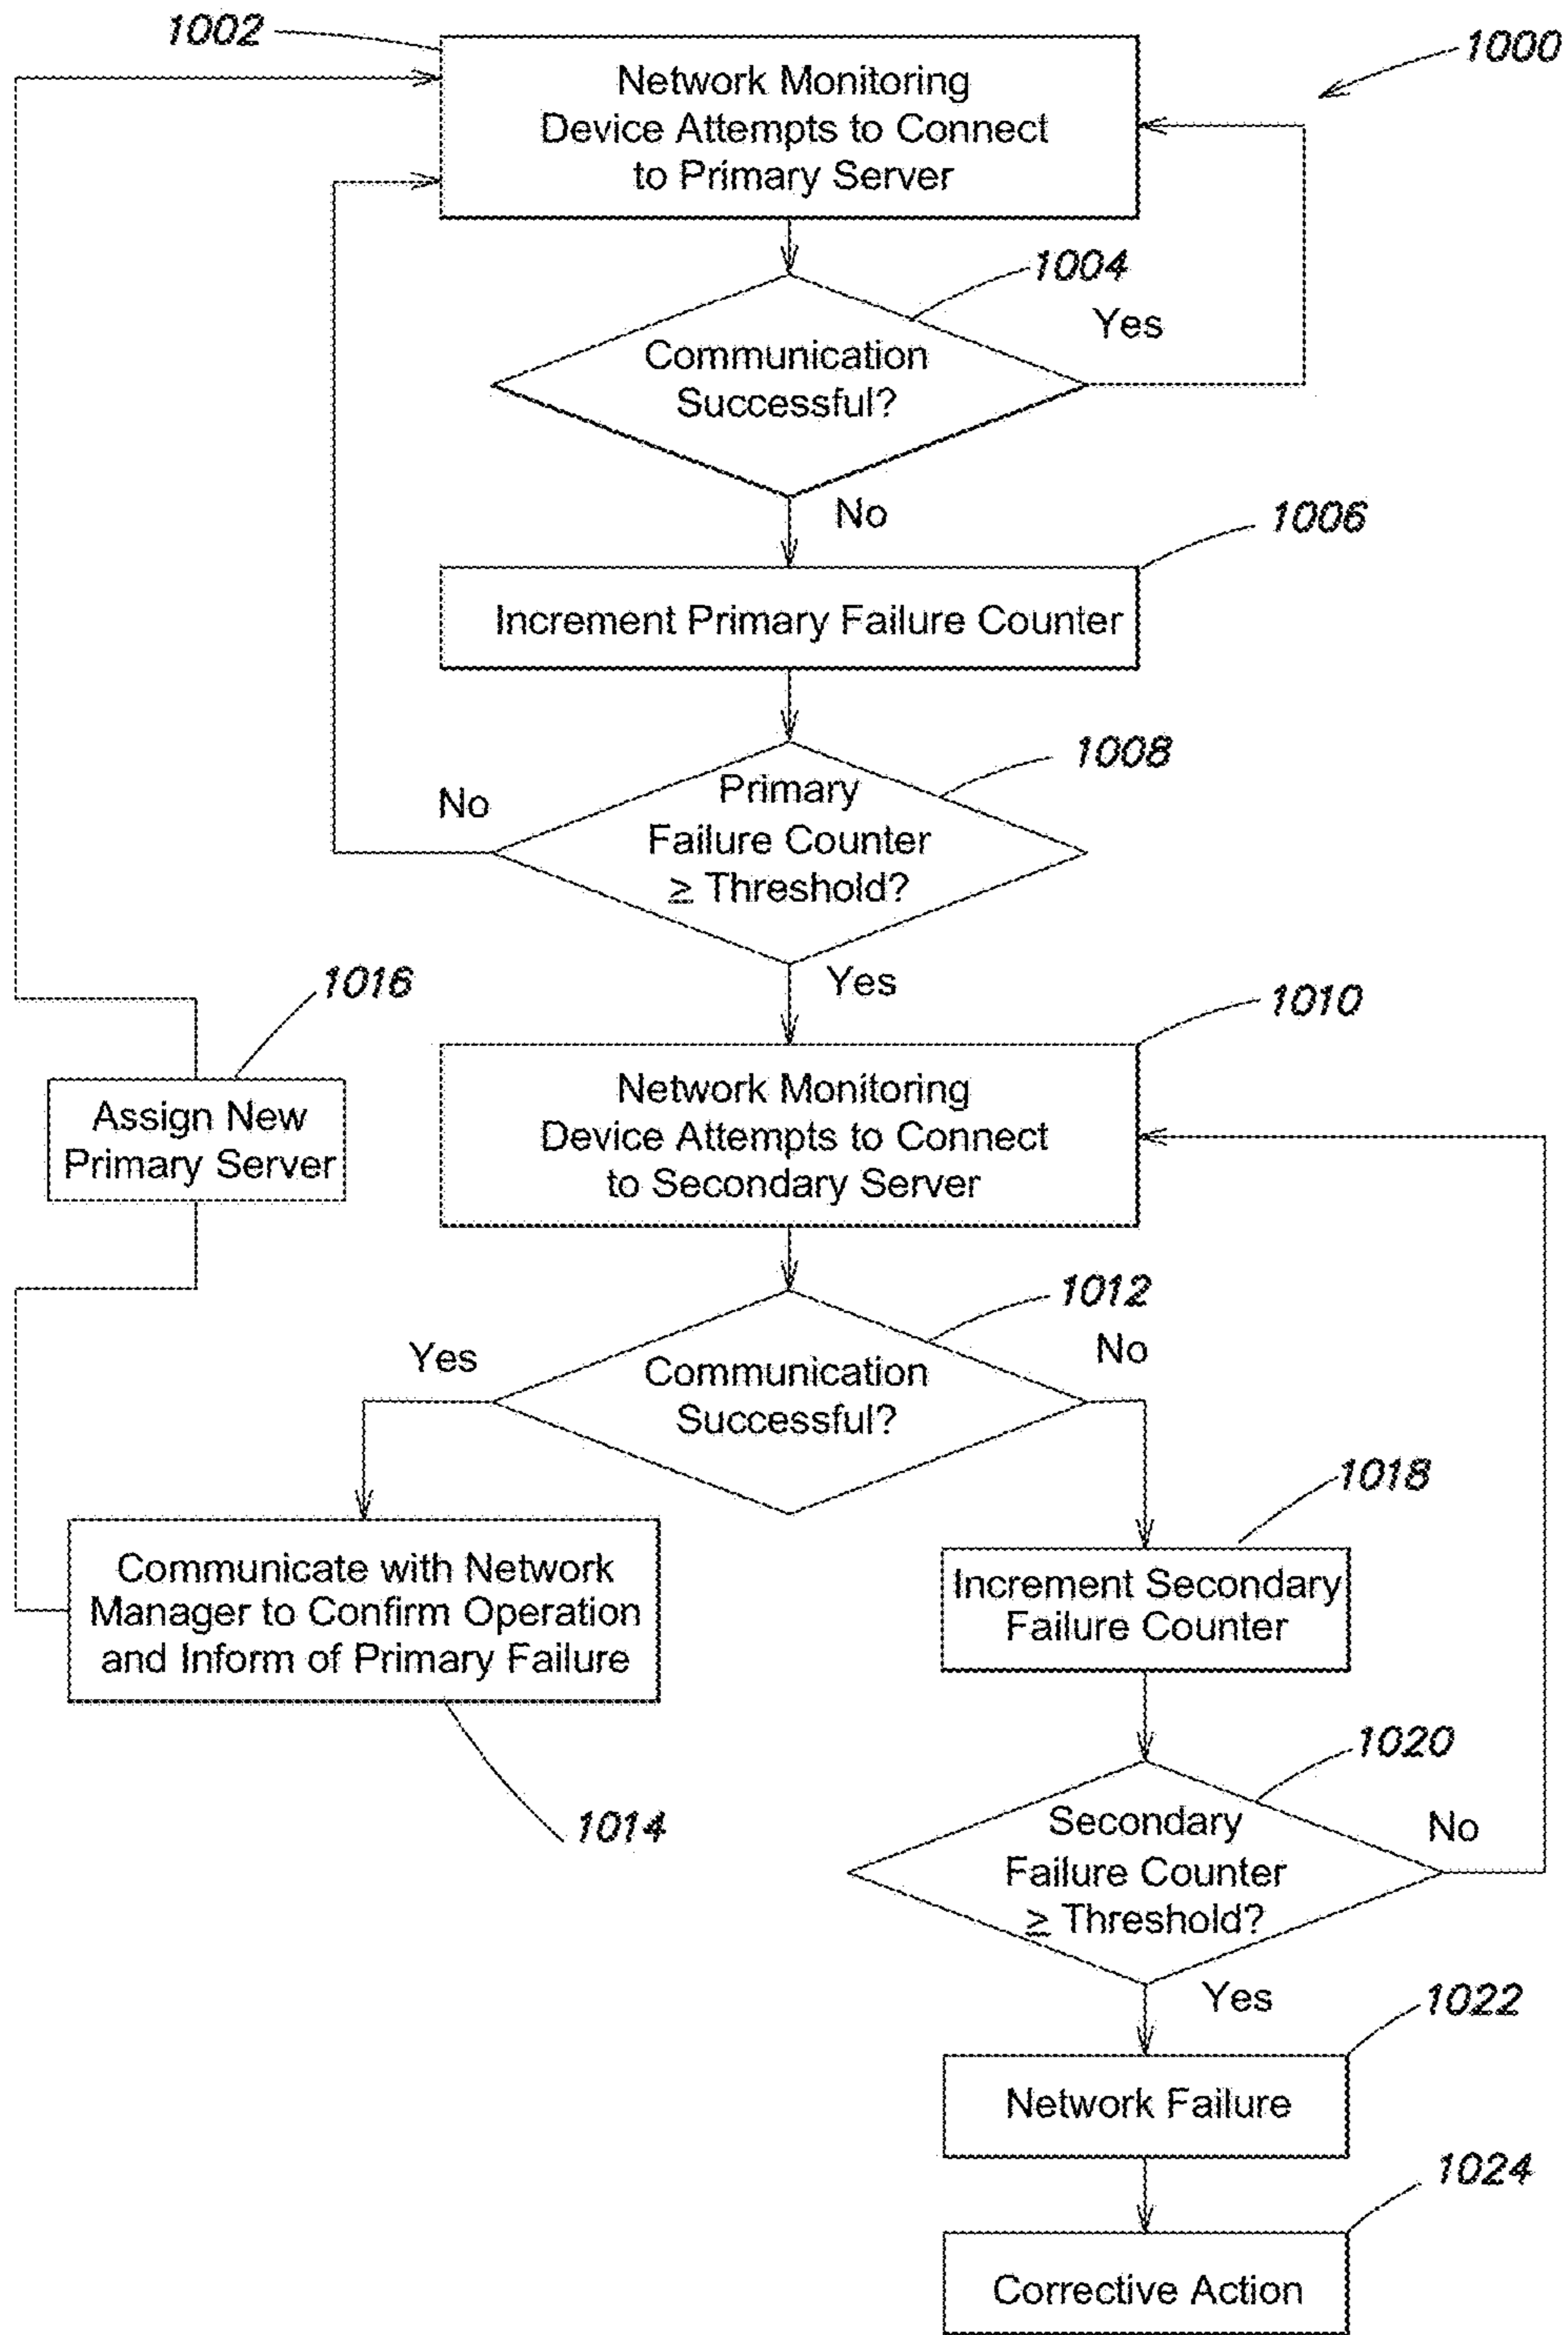 1002
1000
Network Monitoring
Device Attempts to Connect
to Primary Server
1004
Yes
Communication
Successful?
No
1006
Increment Primary Failure Counter
1008
No
Primary
Failure Counter
≥ Threshold?
Yes
1016
1010
Assign New
Primary Server
Network Monitoring
Device Attempts to Connect
to Secondary Server
1012
Yes
No
Communication
Successful?
1018
Communicate with Network
Manager to Confirm Operation
and Inform of Primary Failure
Increment Secondary
Failure Counter
1014
1020
No
Secondary
Failure Counter
≥ Threshold?
Yes
1022
Network Failure
1024
Corrective Action